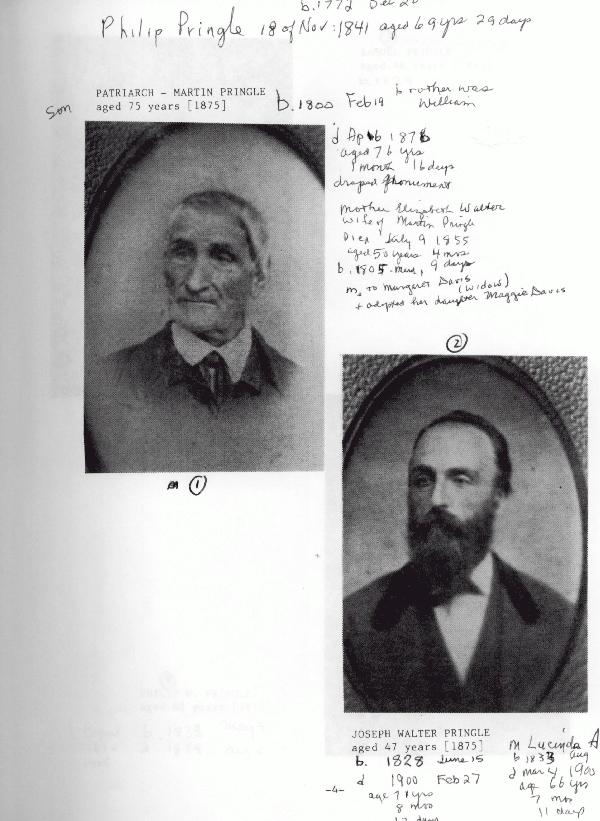 b. 1772 Dec 20
Philip Pringle 18 of Nov. 1841 aged 69 yrs 29 days
son
PATRIARCH - MARTIN PRINGLE
aged 75 years [1875]
b. 1800 Feb 19
brother was
William
d Ap 6 1876
aged 76 yrs
1 month 16 days
draped monument
mother Elizabeth Walter
wife of Martin Pringle
Died July 9 1855
aged 50 years 4 mos
b. 1805 9 days
m. to Margaret Davis
(widow)
+ adopted her daughter Maggie Davis
2
1
JOSEPH WALTER PRINGLE
aged 47 years [1875]
b. 1828 June 15
d 1900 Feb 27
age 71 yrs
8 mos
12 days
-4-
m Lucinda A
b 1833 aug
d mar 4 1900
age 66 yrs
7 mos
11 days